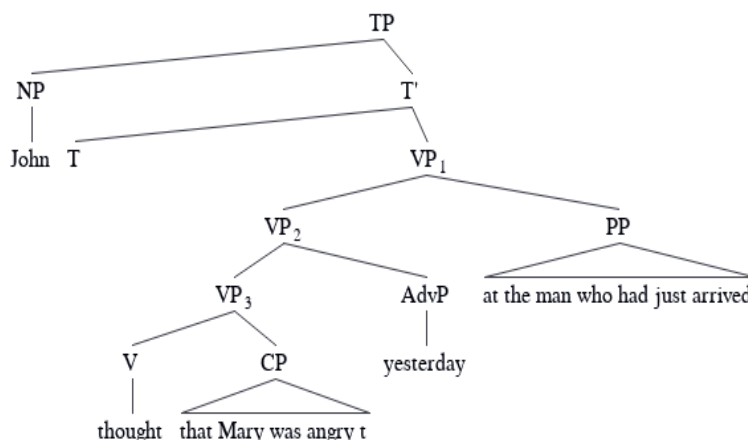 TP
NP T'
John T VP1
VP2 PP
VP3 AdvP at the man who had just arrived
V CP yesterday
thought that Mary was angry t